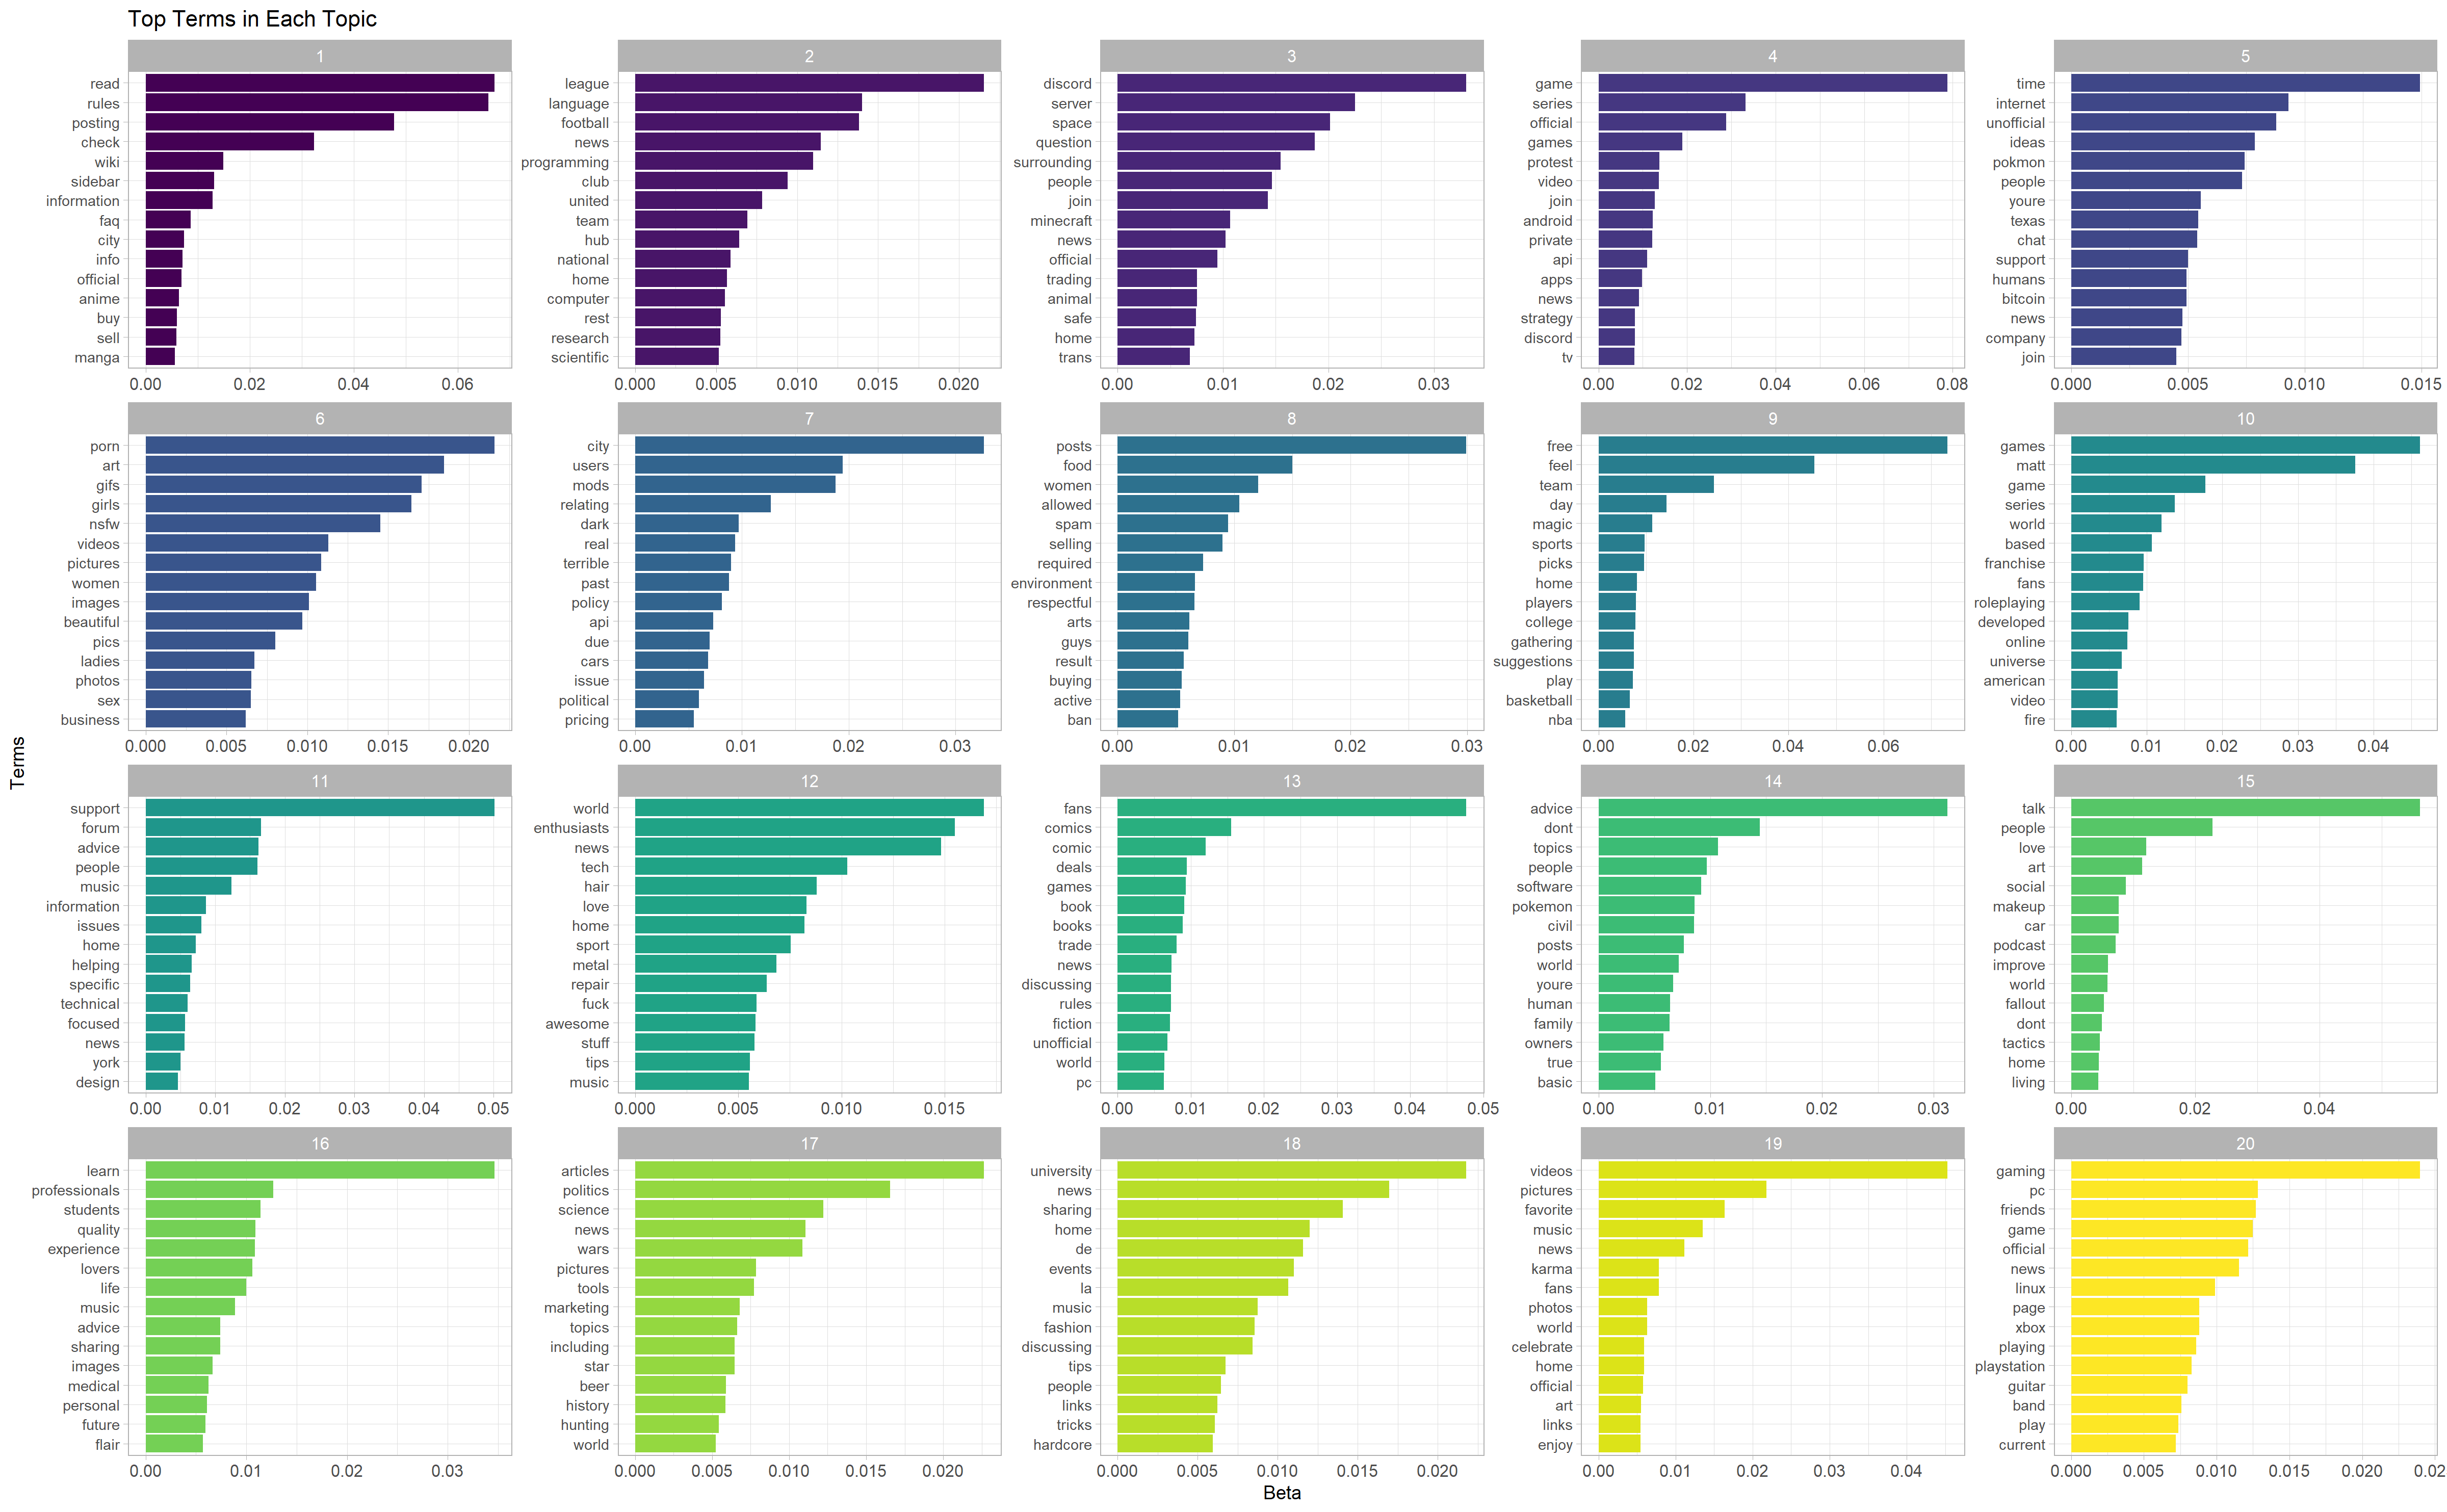 Top Terms in Each Topic
Terms
1
read
rules
posting
check
wiki
sidebar
information
faq
city
info
official
anime
buy
sell
manga
0.00 0.02 0.04 0.06
2
league
language
football
news
programming
club
united
team
hub
national
home
computer
rest
research
scientific
0.000 0.005 0.010 0.015 0.020
3
discord
server
space
question
surrounding
people
join
minecraft
news
official
trading
animal
safe
home
trans
0.00 0.01 0.02 0.03
4
game
series
official
games
protest
video
join
android
private
api
apps
news
strategy
discord
tv
0.00 0.02 0.04 0.06 0.08
5
time
internet
unofficial
ideas
pokmon
people
youre
texas
chat
support
humans
bitcoin
news
company
join
0.000 0.005 0.010 0.015
6
porn
art
gifs
girls
nsfw
videos
pictures
women
images
beautiful
pics
ladies
photos
sex
business
0.000 0.005 0.010 0.015 0.020
7
city
users
mods
relating
dark
real
terrible
past
policy
api
due
cars
issue
political
pricing
0.00 0.01 0.02 0.03
8
posts
food
women
allowed
spam
selling
required
environment
respectful
arts
guys
result
buying
active
ban
0.00 0.01 0.02 0.03
9
free
feel
team
day
magic
sports
picks
home
players
college
gathering
suggestions
play
basketball
nba
0.00 0.02 0.04 0.06
10
games
matt
game
series
world
based
franchise
fans
roleplaying
developed
online
universe
american
video
fire
0.00 0.01 0.02 0.03 0.04
11
support
forum
advice
people
music
information
issues
home
helping
specific
technical
focused
news
york
design
0.00 0.01 0.02 0.03 0.04 0.05
12
world
enthusiasts
news
tech
hair
love
home
sport
metal
repair
fuck
awesome
stuff
tips
music
0.000 0.005 0.010 0.015
13
fans
comics
comic
deals
games
book
books
trade
news
discussing
rules
fiction
unofficial
world
pc
0.00 0.01 0.02 0.03 0.04 0.05
14
advice
dont
topics
people
software
pokemon
civil
posts
world
youre
human
family
owners
true
basic
0.00 0.01 0.02 0.03
15
talk
people
love
art
social
makeup
car
podcast
improve
world
fallout
dont
tactics
home
living
0.00 0.02 0.04
16
learn
professionals
students
quality
experience
lovers
life
music
advice
sharing
images
medical
personal
future
flair
0.00 0.01 0.02 0.03
17
articles
politics
science
news
wars
pictures
tools
marketing
topics
including
star
beer
history
hunting
world
0.000 0.005 0.010 0.015 0.020
18
university
news
sharing
home
de
events
la
music
fashion
discussing
tips
people
links
tricks
hardcore
0.000 0.005 0.010 0.015 0.020
19
videos
pictures
favorite
music
news
karma
fans
photos
world
celebrate
home
official
art
links
enjoy
0.00 0.01 0.02 0.03 0.04
20
gaming
pc
friends
game
official
news
linux
page
xbox
playing
playstation
guitar
band
play
current
0.000 0.005 0.010 0.015 0.020 0.02
Beta